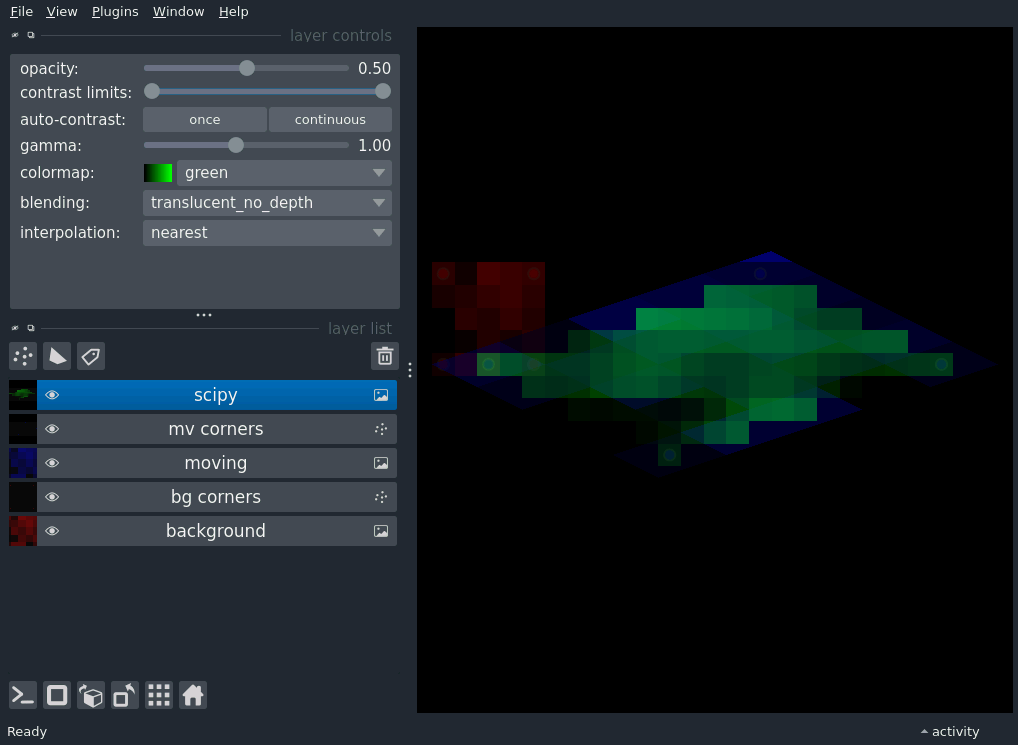 File View Plugins Window Help
layer controls
opacity: 0.50
contrast limits:
auto-contrast: once continuous
gamma: 1.00
colormap: green
blending: translucent_no_depth
interpolation: nearest
layer list
scipy
mv corners
moving
bg corners
background
Ready activity